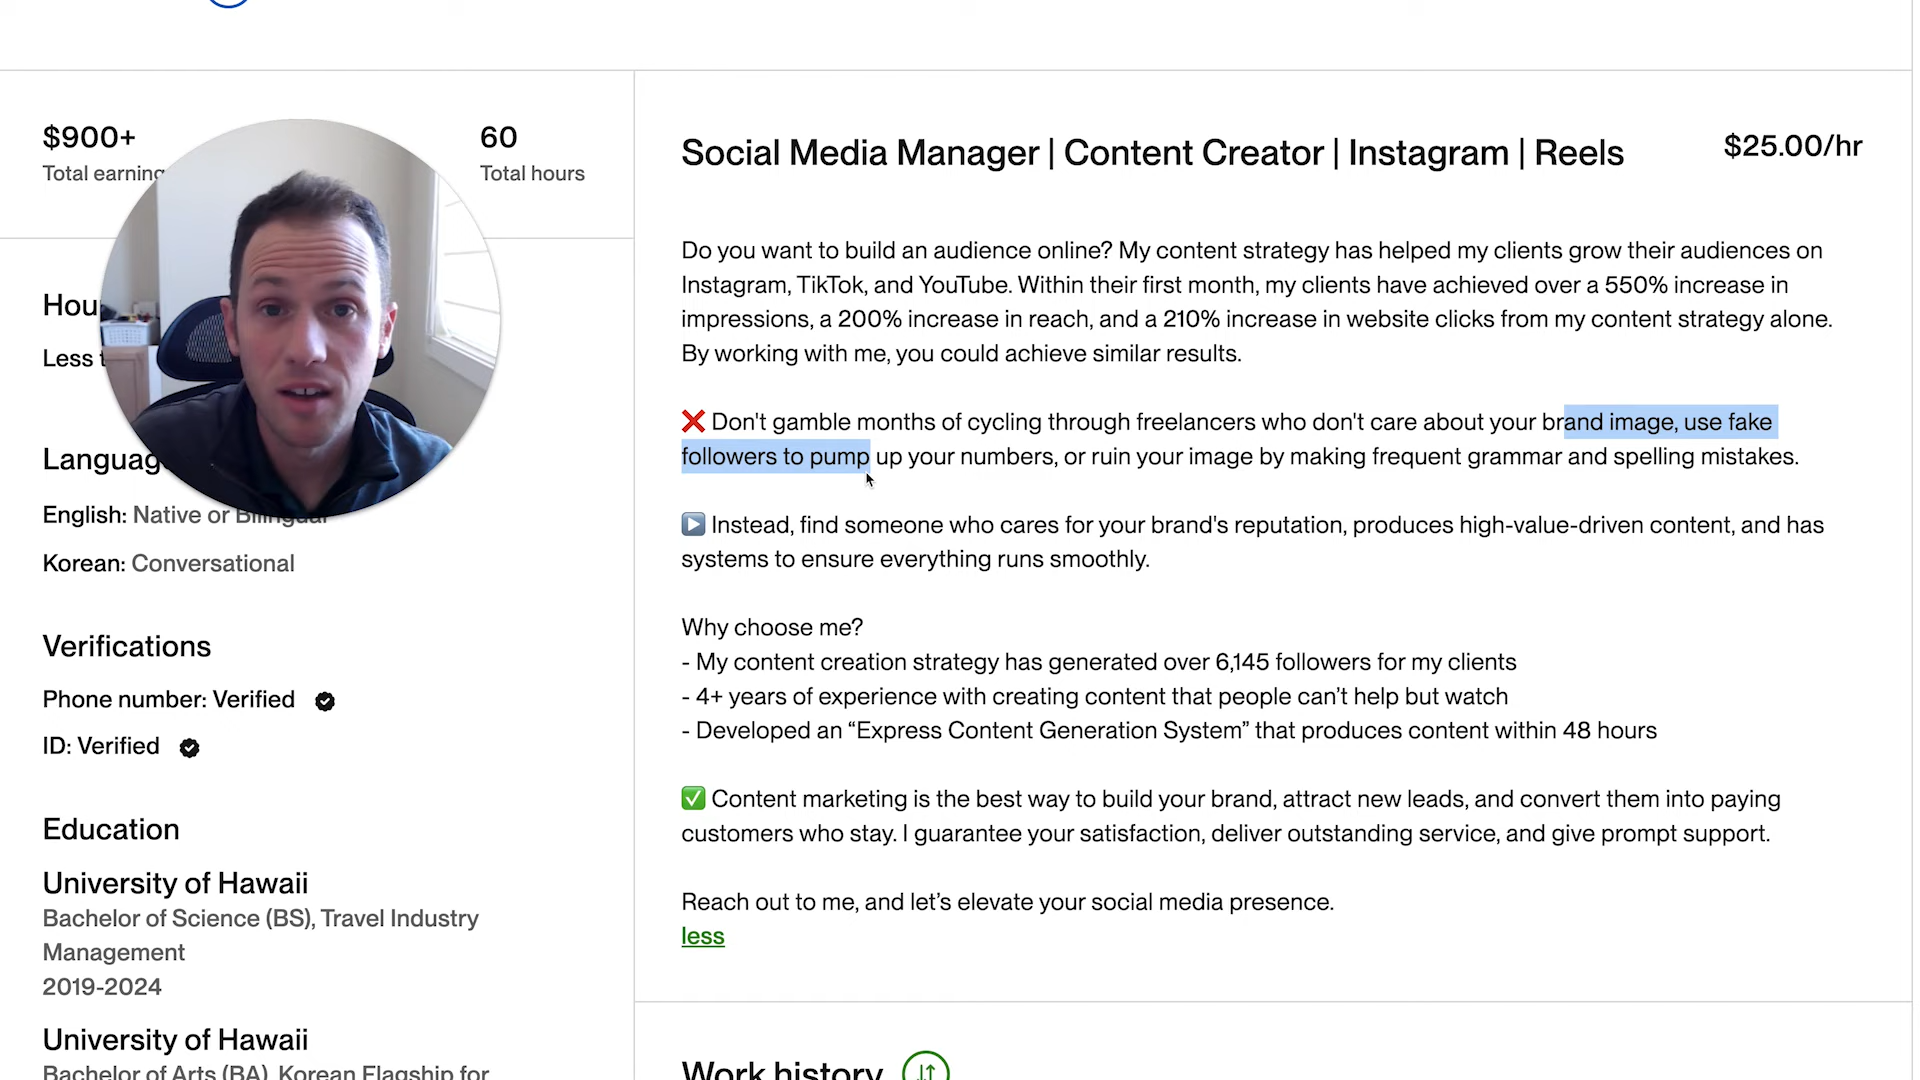 $900+
Total earning
60
Total hours
Hou
Less t
Languag
English: Native or Bilingual
Korean: Conversational
Verifications
Phone number: Verified
ID: Verified
Education
University of Hawaii
Bachelor of Science (BS), Travel Industry
Management
2019-2024
University of Hawaii
Bachelor of Arts (BA), Korean Flagship for
Social Media Manager | Content Creator | Instagram | Reels
$25.00/hr
Do you want to build an audience online? My content strategy has helped my clients grow their audiences on
Instagram, TikTok, and YouTube. Within their first month, my clients have achieved over a 550% increase in
impressions, a 200% increase in reach, and a 210% increase in website clicks from my content strategy alone.
By working with me, you could achieve similar results.
❌ Don't gamble months of cycling through freelancers who don't care about your brand image, use fake
followers to pump up your numbers, or ruin your image by making frequent grammar and spelling mistakes.
▶️ Instead, find someone who cares for your brand's reputation, produces high-value-driven content, and has
systems to ensure everything runs smoothly.
Why choose me?
- My content creation strategy has generated over 6,145 followers for my clients
- 4+ years of experience with creating content that people can’t help but watch
- Developed an “Express Content Generation System” that produces content within 48 hours
✅ Content marketing is the best way to build your brand, attract new leads, and convert them into paying
customers who stay. I guarantee your satisfaction, deliver outstanding service, and give prompt support.
Reach out to me, and let’s elevate your social media presence.
less
Work history